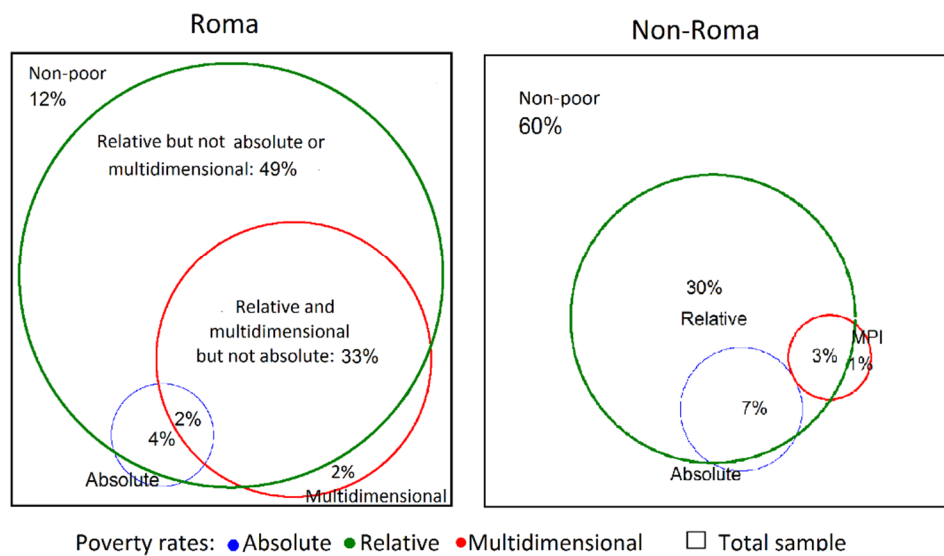 Roma
Non-poor
12%
Relative but not absolute or
multidimensional: 49%
Relative and
multidimensional
but not absolute: 33%
2%
4%
Absolute
2%
Multidimensional
Non-Roma
Non-poor
60%
30%
Relative
MPI
3%
1%
7%
Absolute
Poverty rates: Absolute Relative Multidimensional Total sample